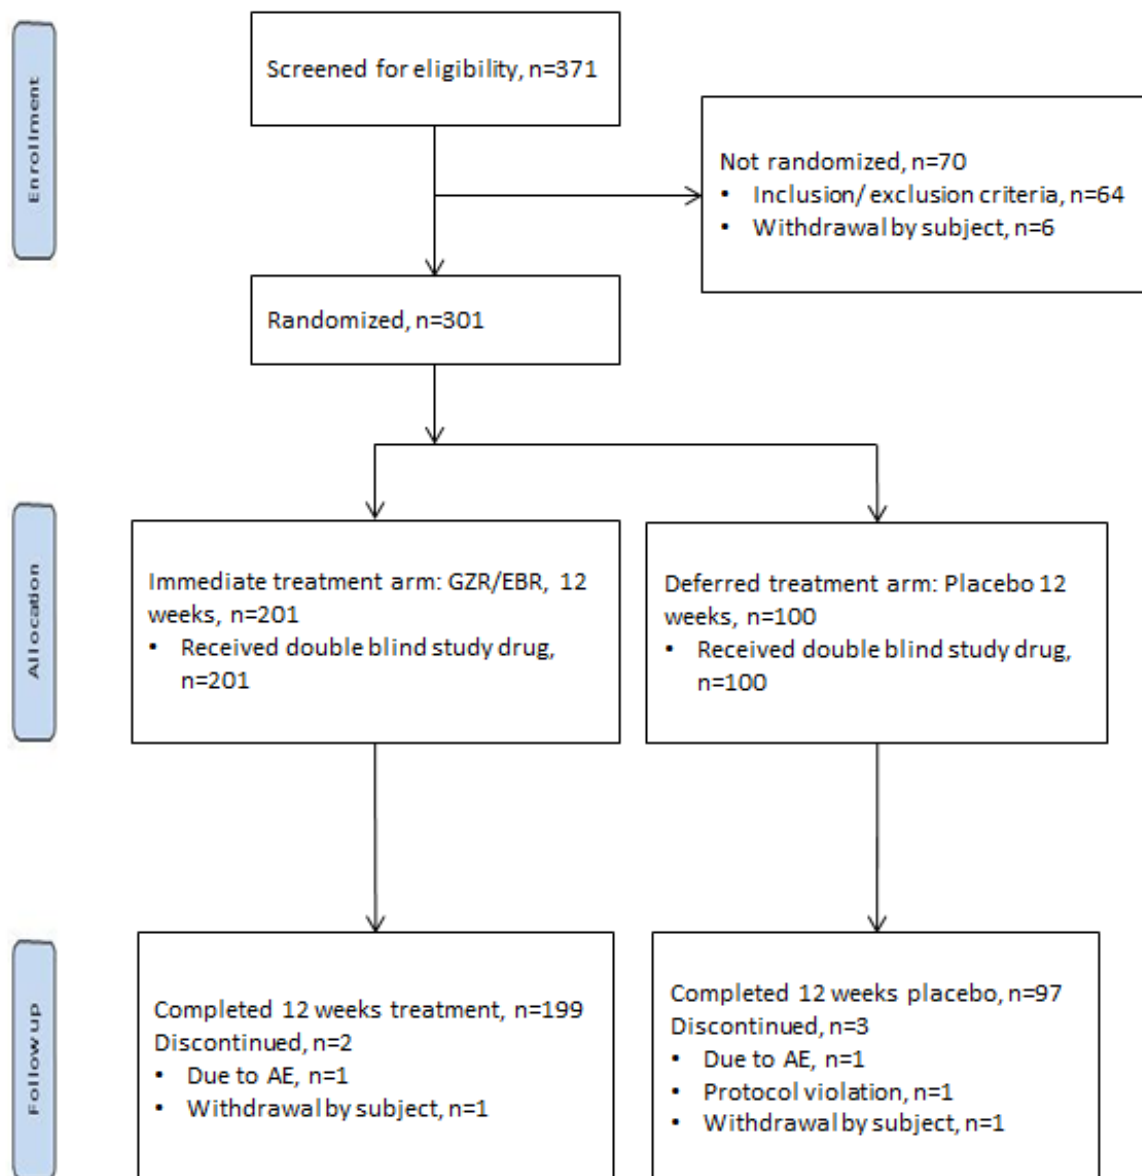 Enrollment
Screened for eligibility, n=371
Not randomized, n=70
• Inclusion/ exclusion criteria, n=64
• Withdrawal by subject, n=6
Randomized, n=301
Allocation
Immediate treatment arm: GZR/EBR, 12
weeks, n=201
• Received double blind study drug,
n=201
Deferred treatment arm: Placebo 12
weeks, n=100
• Received double blind study drug,
n=100
Follow up
Completed 12 weeks treatment, n=199
Discontinued, n=2
• Due to AE, n=1
• Withdrawal by subject, n=1
Completed 12 weeks placebo, n=97
Discontinued, n=3
• Due to AE, n=1
• Protocol violation, n=1
• Withdrawal by subject, n=1